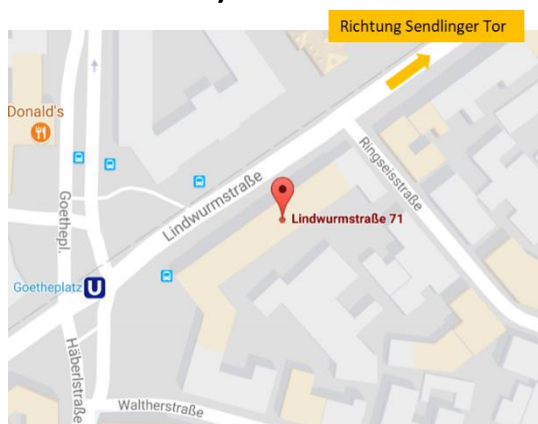 Richtung Sendlinger Tor
Donald's
Goethepl.
Lindwurmstraße
Ringseisstraße
Lindwurmstraße 71
Goetheplatz U
Häberlstraße
Waltherstraße